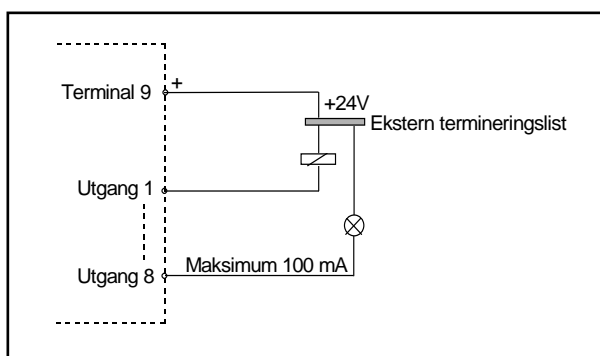 Terminal 9
+
+24V
Ekstern termineringslist
Utgang 1
Utgang 8
Maksimum 100 mA